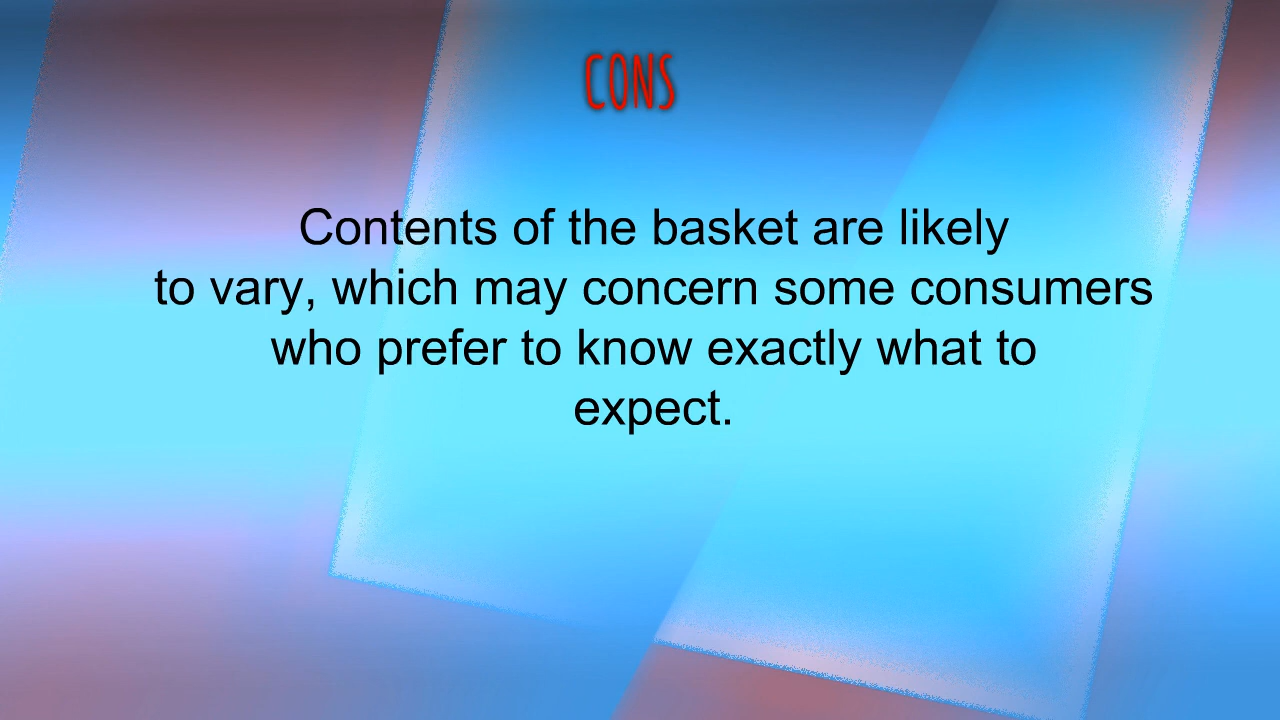 CONS
Contents of the basket are likely
to vary, which may concern some consumers
who prefer to know exactly what to
expect.